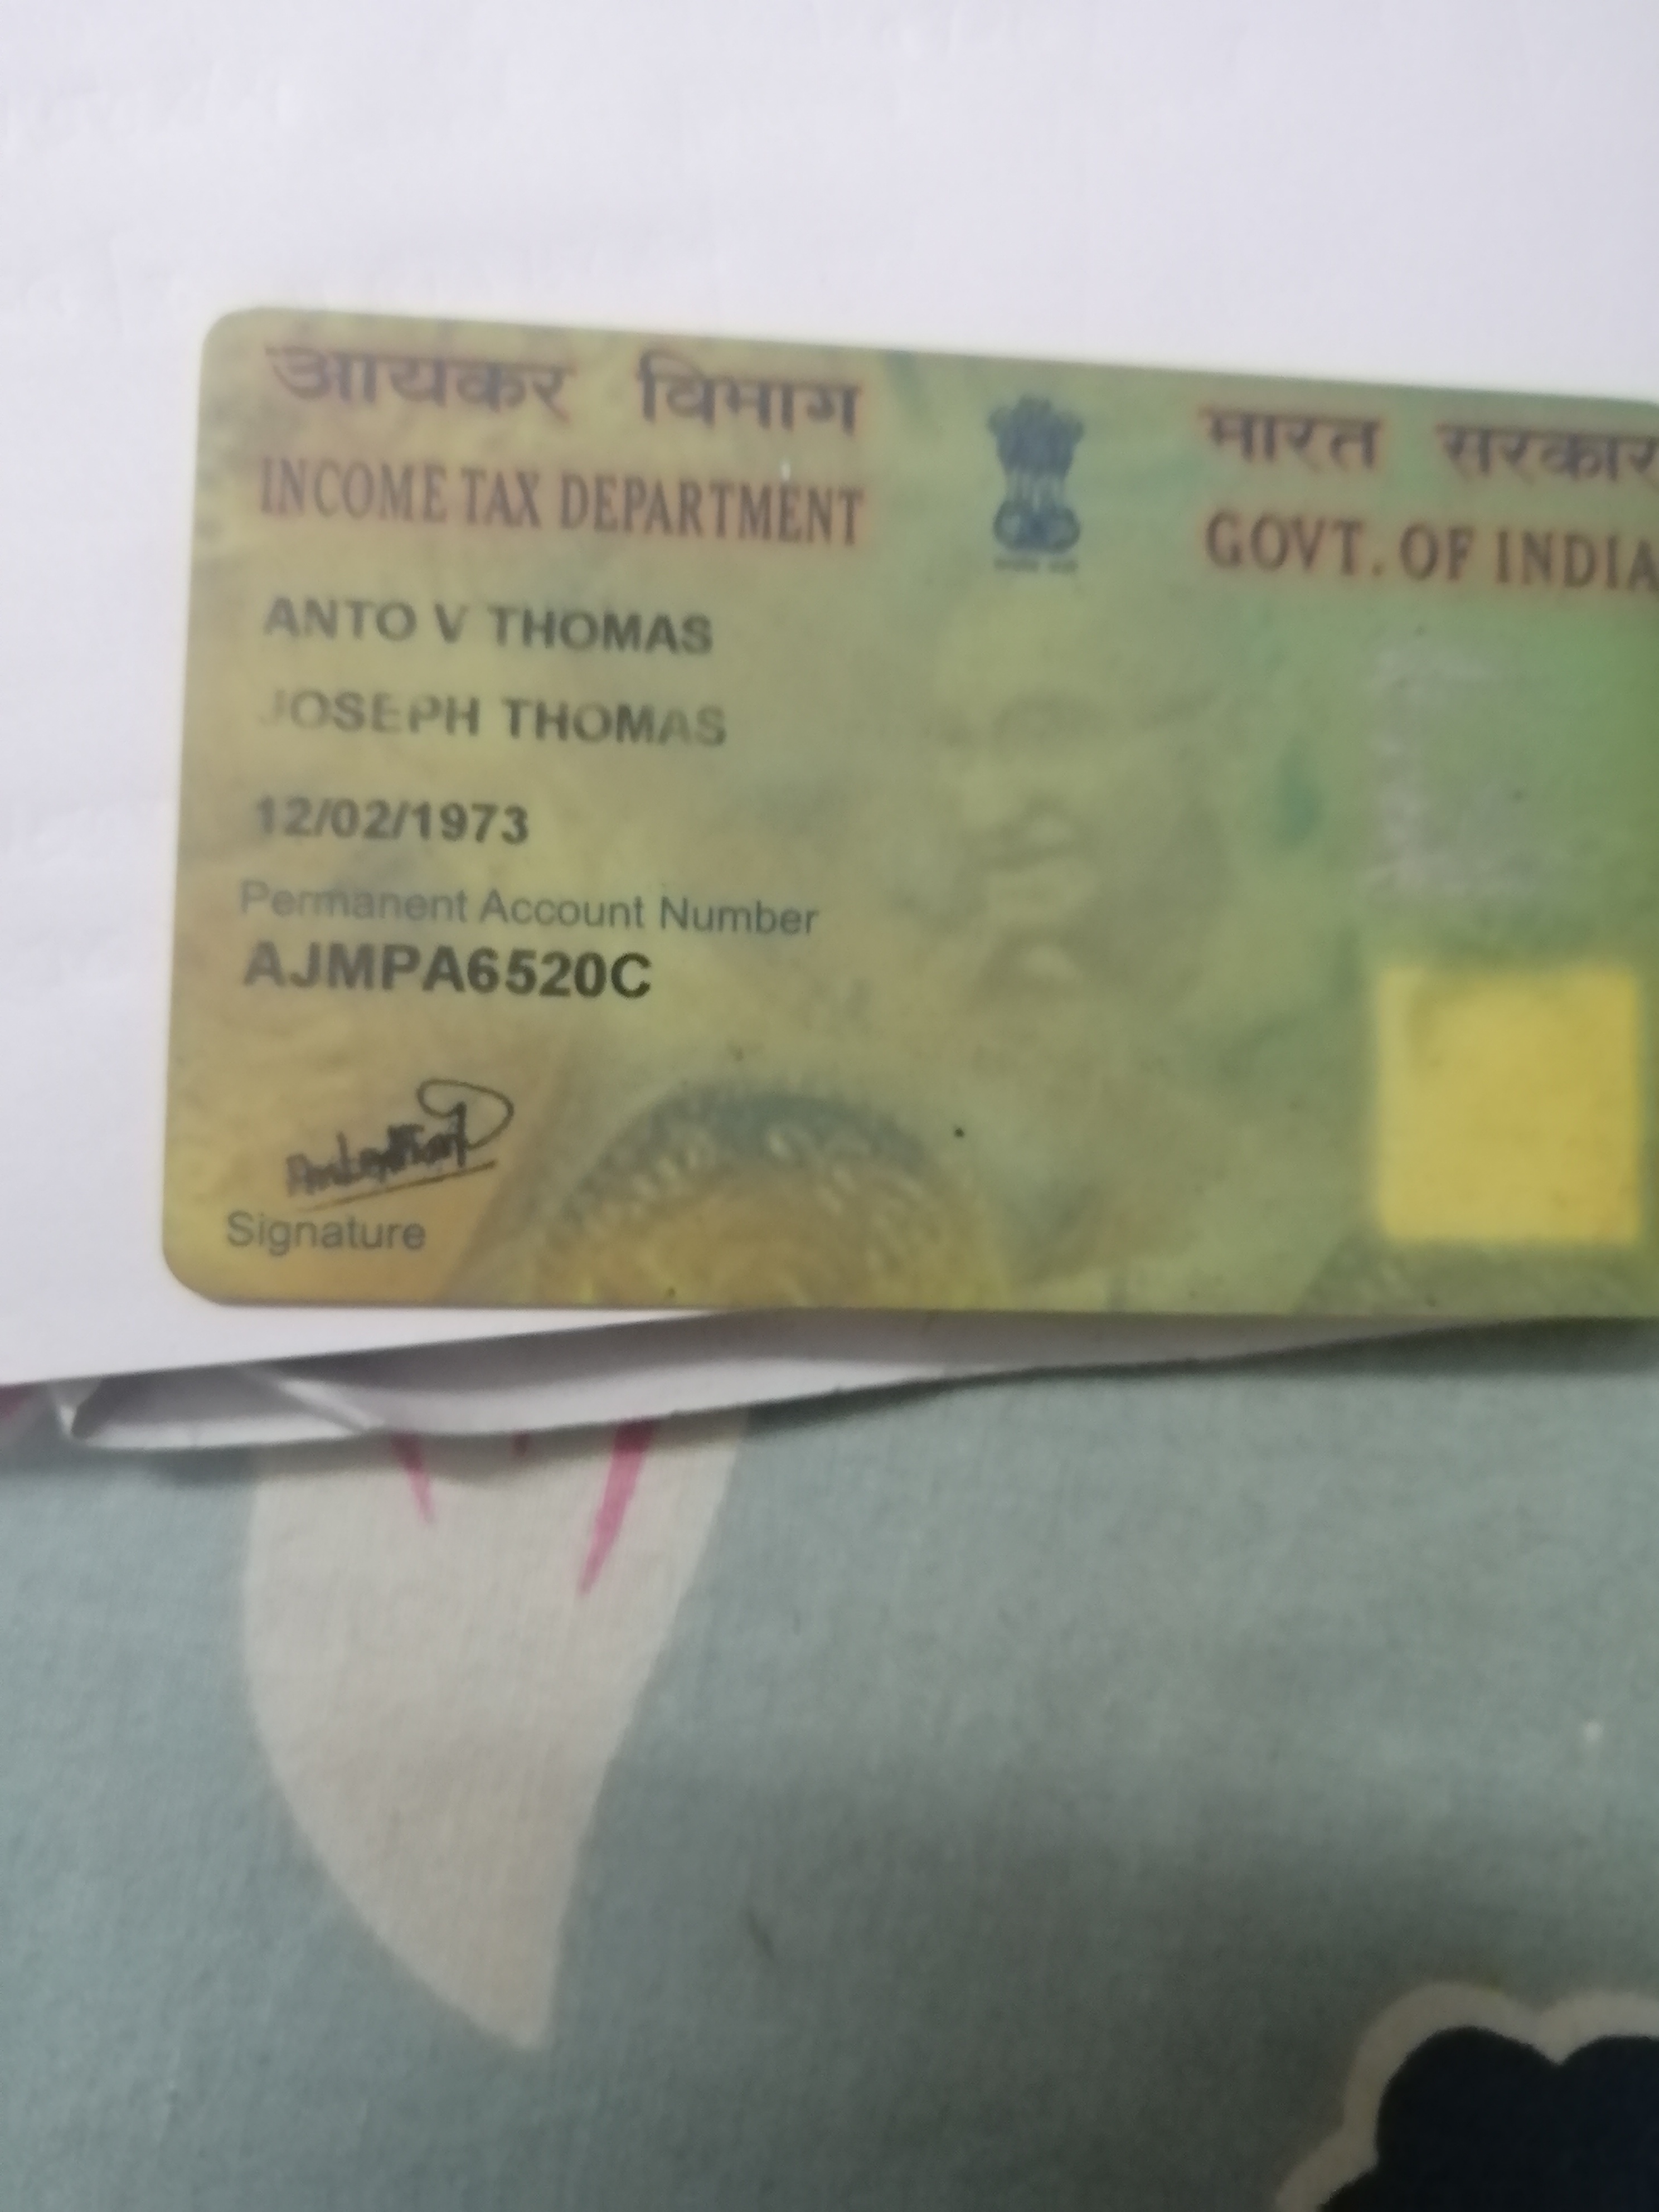 आयकर विभाग
INCOME TAX DEPARTMENT
भारत सरकार
GOVT. OF INDIA
ANTO V THOMAS
JOSEPH THOMAS
12/02/1973
Permanent Account Number
AJMPA6520C
Signature